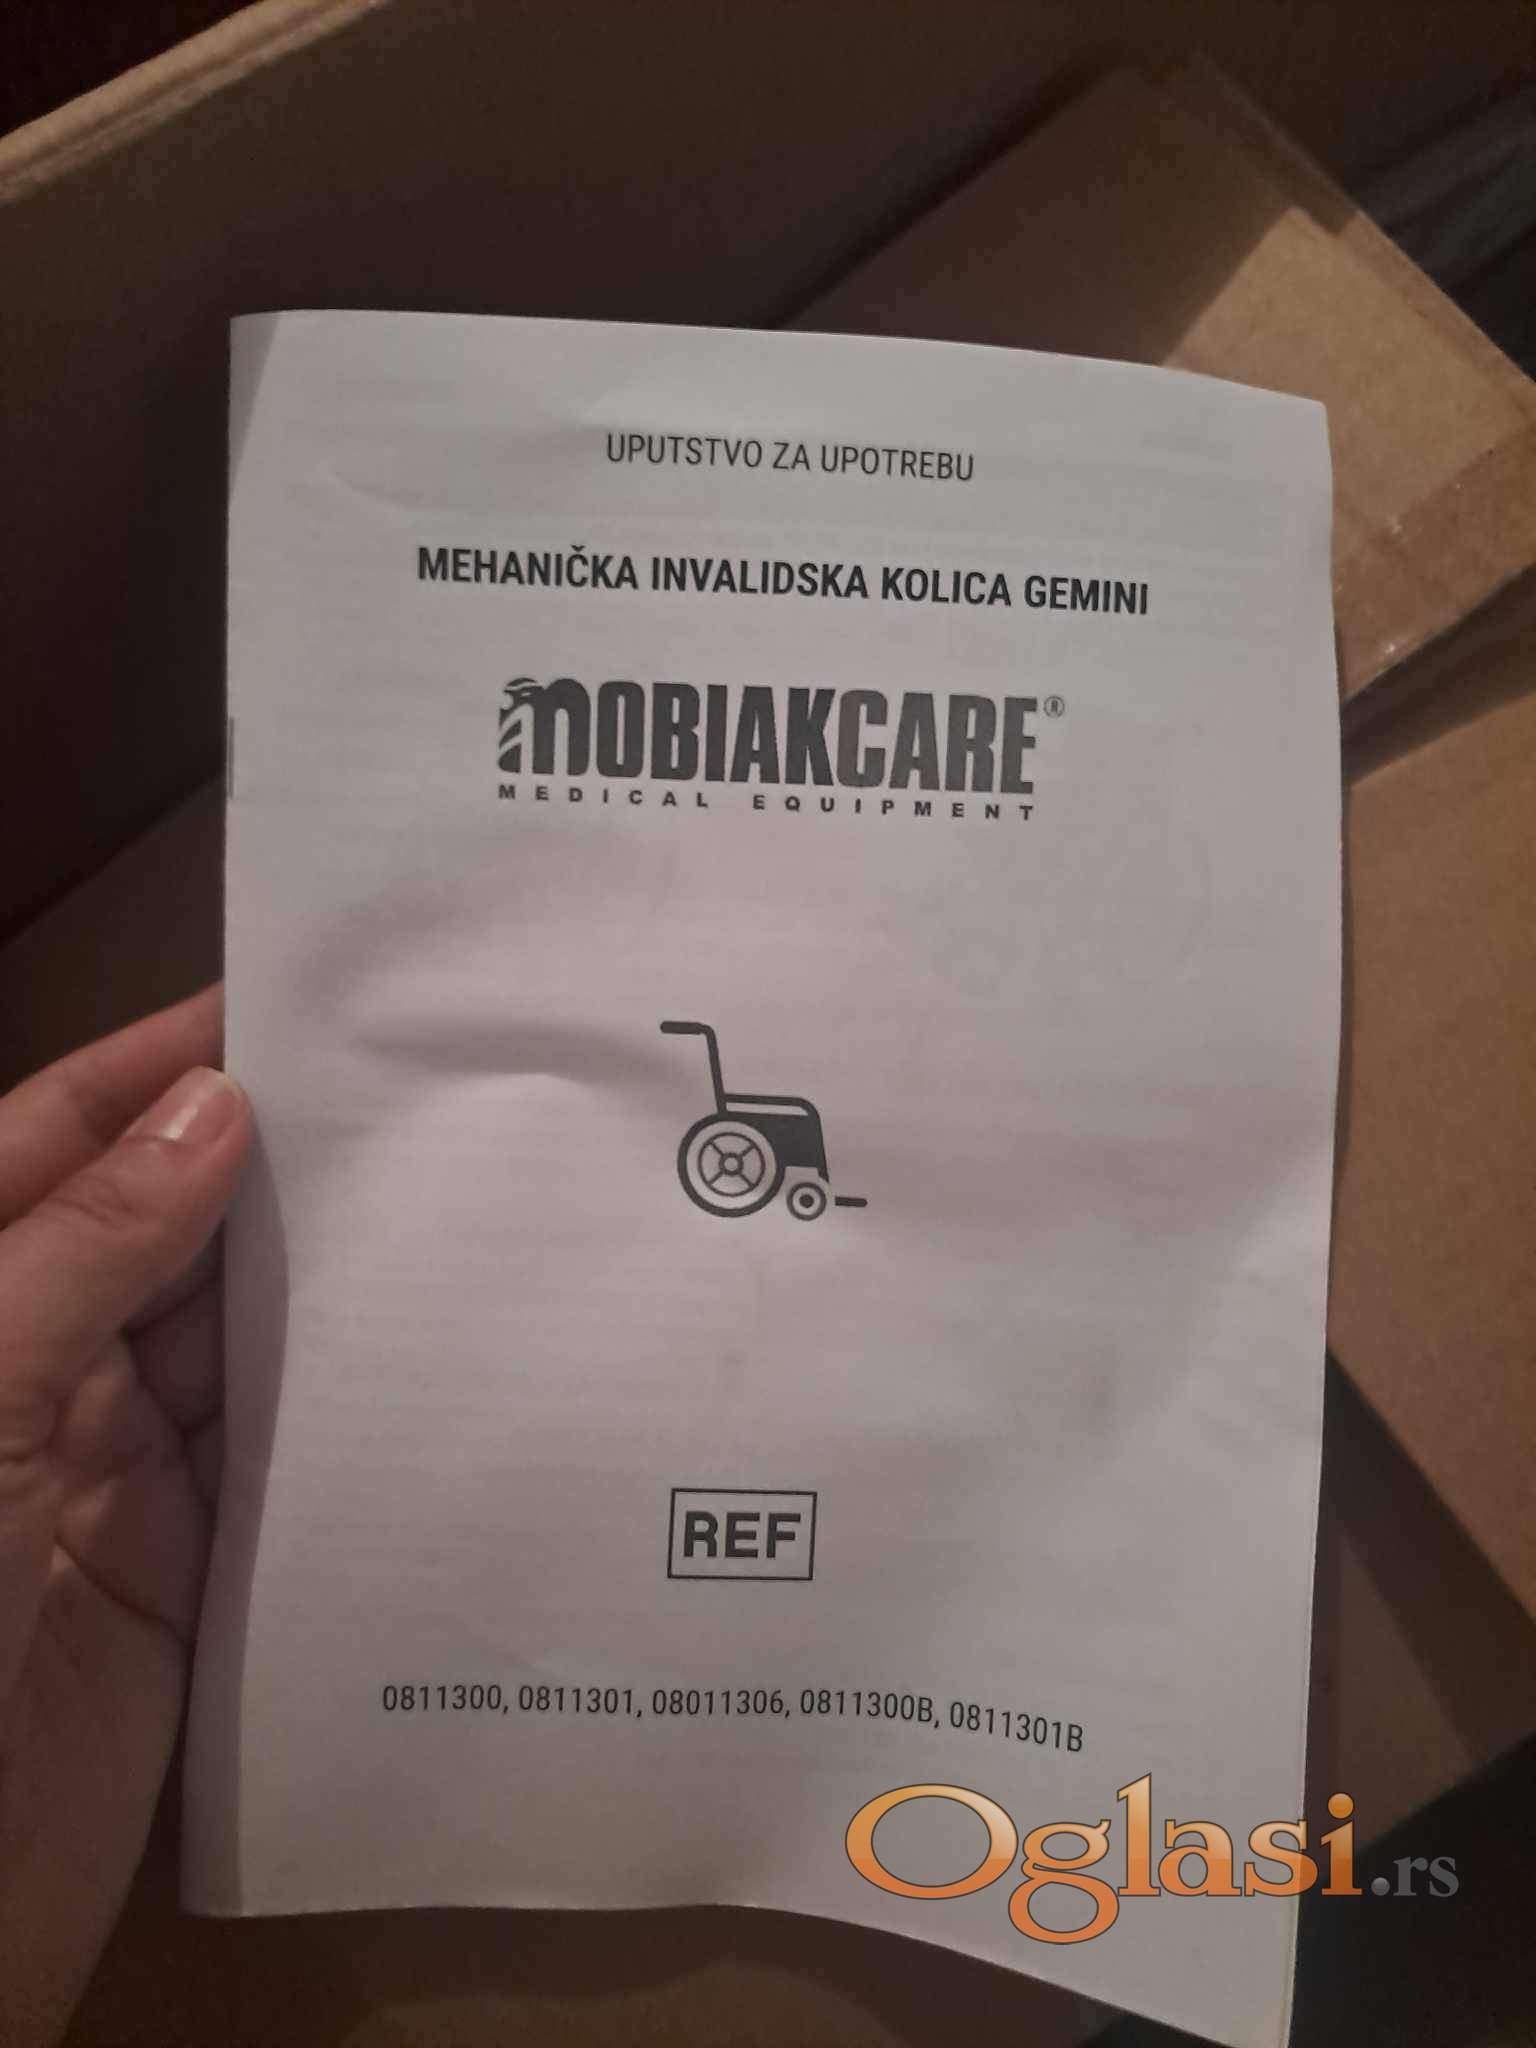 UPUTSTVO ZA UPOTREBU
MEHANIČKA INVALIDSKA KOLICA GEMINI
MOBIAKCARE®
MEDICAL EQUIPMENT
REF
0811300, 0811301, 08011306, 0811300B, 0811301B
Oglasi.rs